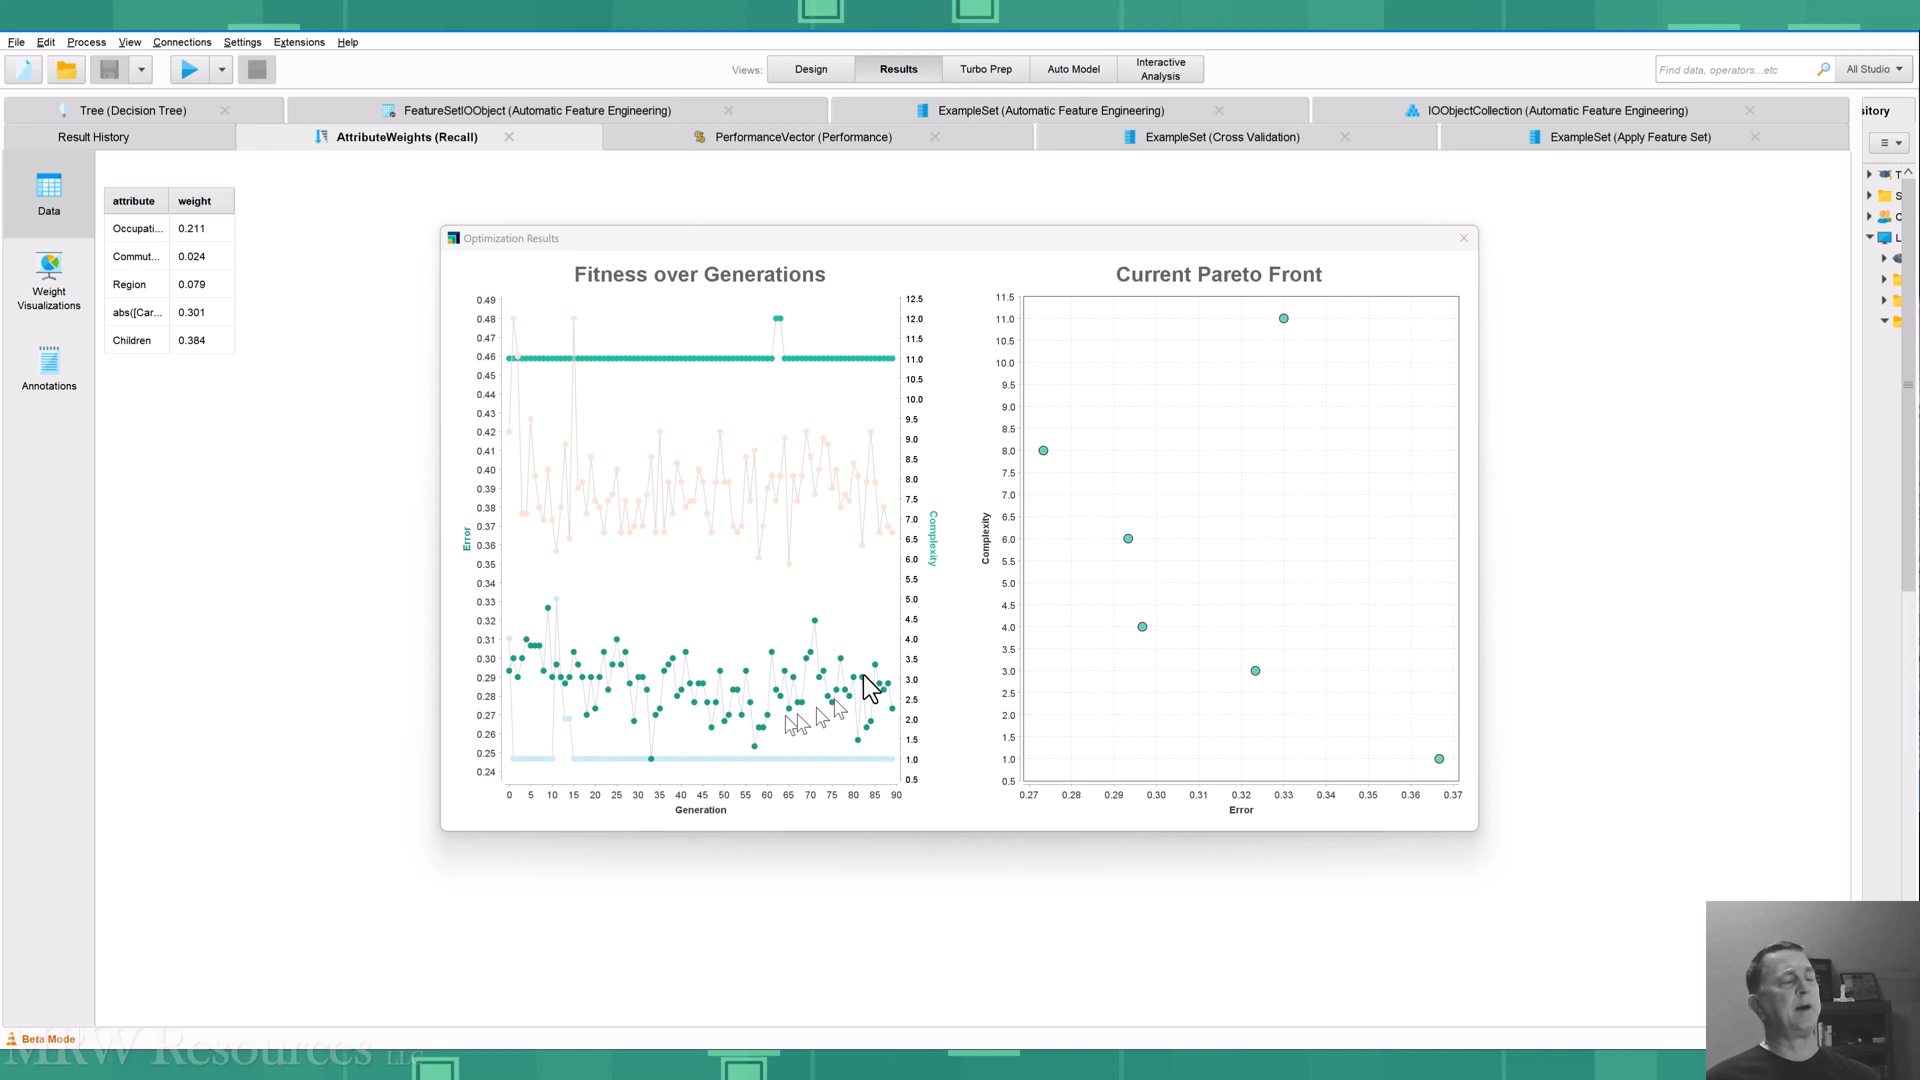 File Edit Process View Connections Settings Extensions Help
Views: Design Results Turbo Prep Auto Model Interactive Analysis
Find data, operators...etc All Studio
Tree (Decision Tree) FeatureSetIOObject (Automatic Feature Engineering) ExampleSet (Automatic Feature Engineering) IOObjectCollection (Automatic Feature Engineering) sitory
Result History AttributeWeights (Recall) PerformanceVector (Performance) ExampleSet (Cross Validation) ExampleSet (Apply Feature Set)
Data
Weight
Visualizations
Annotations
attribute weight
Occupati... 0.211
Commut... 0.024
Region 0.079
abs([Car... 0.301
Children 0.384
Optimization Results
Fitness over Generations
0.49
0.48
0.47
0.46
0.45
0.44
0.43
0.42
0.41
0.40
0.39
0.38
0.37
0.36
0.35
0.34
0.33
0.32
0.31
0.30
0.29
0.28
0.27
0.26
0.25
0.24
Error
12.5
12.0
11.5
11.0
10.5
10.0
9.5
9.0
8.5
8.0
7.5
7.0
6.5
6.0
5.5
5.0
4.5
4.0
3.5
3.0
2.5
2.0
1.5
1.0
0.5
Complexity
0 5 10 15 20 25 30 35 40 45 50 55 60 65 70 75 80 85 90
Generation
Current Pareto Front
11.5
11.0
10.5
10.0
9.5
9.0
8.5
8.0
7.5
7.0
6.5
6.0
5.5
5.0
4.5
4.0
3.5
3.0
2.5
2.0
1.5
1.0
0.5
Complexity
0.27 0.28 0.29 0.30 0.31 0.32 0.33 0.34 0.35 0.36 0.37
Error
T
S
C
L
Beta Mode
MRW Resources LLC